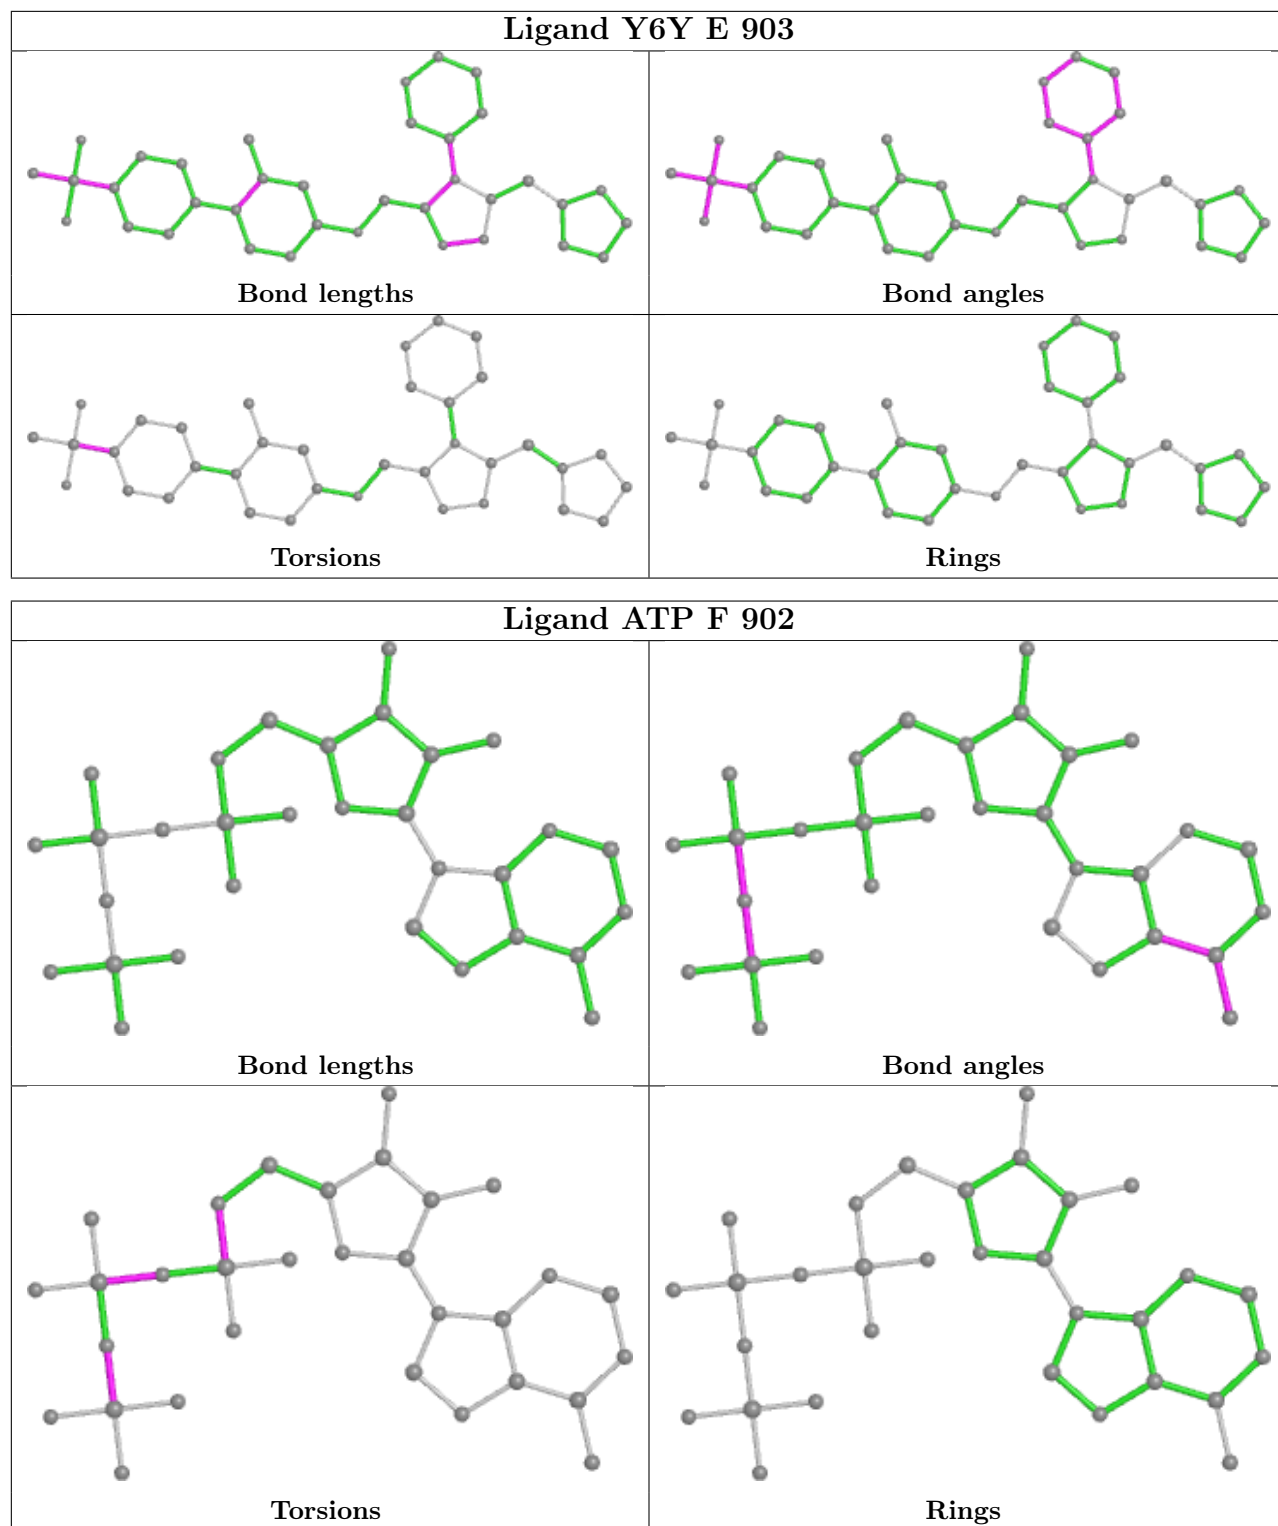 Ligand Y6Y E 903
Bond lengths
Bond angles
Torsions
Rings
Ligand ATP F 902
Bond lengths
Bond angles
Torsions
Rings